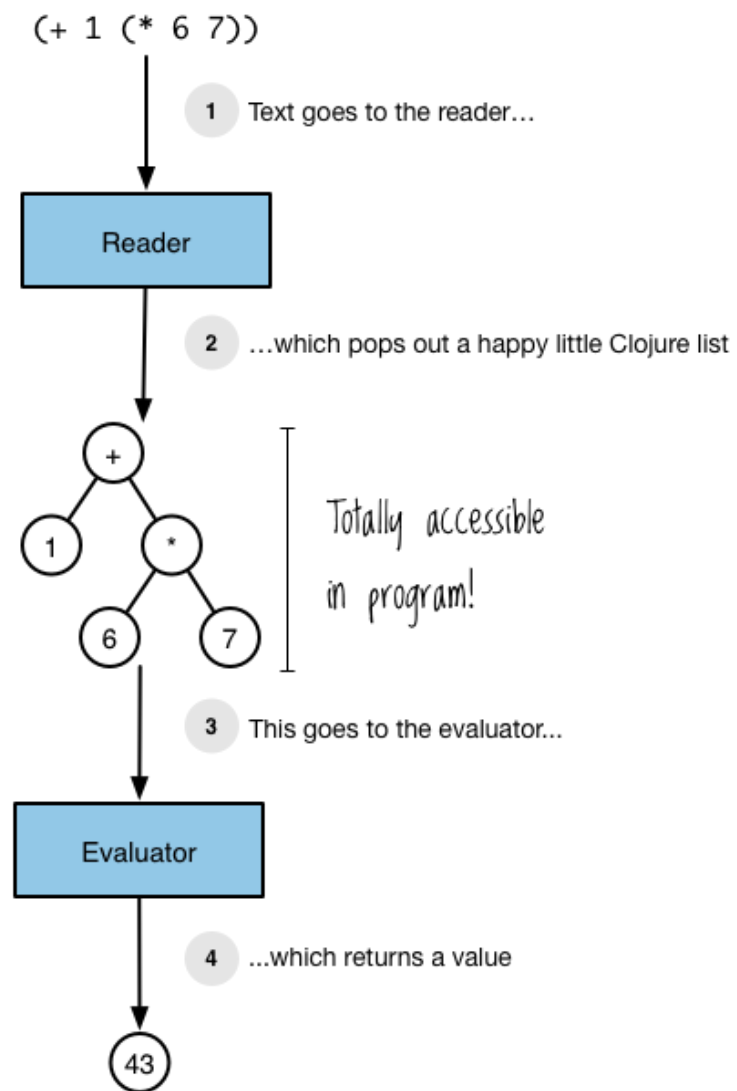 (+ 1 (* 6 7))
1 Text goes to the reader…
Reader
2 …which pops out a happy little Clojure list
+
1 *
6 7
Totally accessible
in program!
3 This goes to the evaluator...
Evaluator
4 ...which returns a value
43